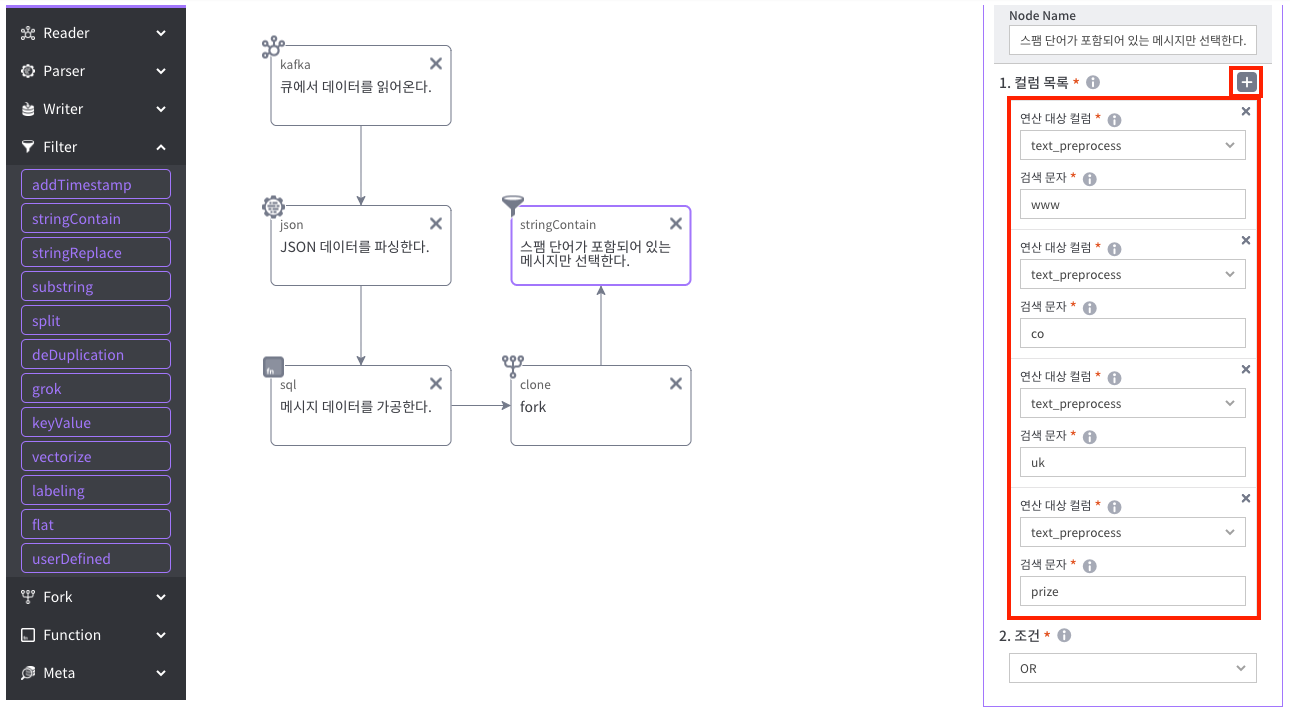 Reader
Parser
Writer
Filter
addTimestamp
stringContain
stringReplace
substring
split
deDuplication
grok
keyValue
vectorize
labeling
flat
userDefined
Fork
Function
Meta
kafka
큐에서 데이터를 읽어온다.
json
JSON 데이터를 파싱한다.
stringContain
스팸 단어가 포함되어 있는
메시지만 선택한다.
fn
sql
메시지 데이터를 가공한다.
clone
fork
Node Name
스팸 단어가 포함되어 있는 메시지만 선택한다.
1. 컬럼 목록 *
연산 대상 컬럼 *
text_preprocess
검색 문자 *
www
연산 대상 컬럼 *
text_preprocess
검색 문자 *
co
연산 대상 컬럼 *
text_preprocess
검색 문자 *
uk
연산 대상 컬럼 *
text_preprocess
검색 문자 *
prize
2. 조건 *
OR